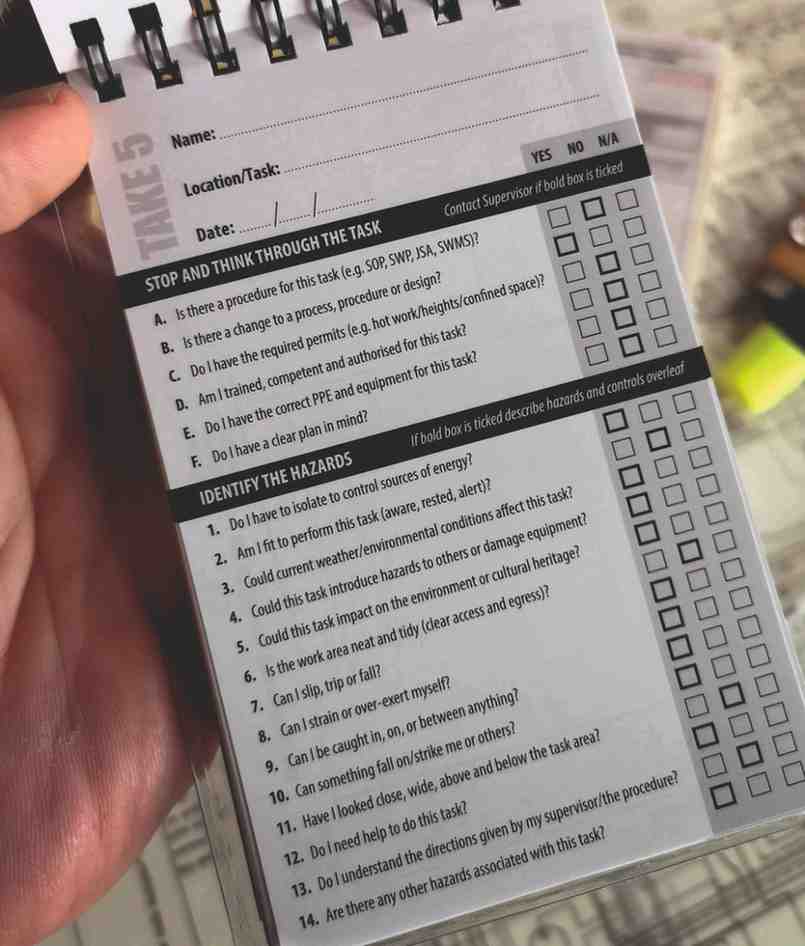 TAKE 5
Name:
Location/Task:
Date: / /
YES NO N/A
STOP AND THINK THROUGH THE TASK Contact Supervisor if bold box is ticked
A. Is there a procedure for this task (e.g. SOP, SWP, JSA, SWMS)?
B. Is there a change to a process, procedure or design?
C. Do I have the required permits (e.g. hot work/heights/confined space)?
D. Am I trained, competent and authorised for this task?
E. Do I have the correct PPE and equipment for this task?
F. Do I have a clear plan in mind?
IDENTIFY THE HAZARDS If bold box is ticked describe hazards and controls overleaf
1. Do I have to isolate to control sources of energy?
2. Am I fit to perform this task (aware, rested, alert)?
3. Could current weather/environmental conditions affect this task?
4. Could this task introduce hazards to others or damage equipment?
5. Could this task impact on the environment or cultural heritage?
6. Is the work area neat and tidy (clear access and egress)?
7. Can I slip, trip or fall?
8. Can I strain or over-exert myself?
9. Can I be caught in, on, or between anything?
10. Can something fall on/strike me or others?
11. Have I looked close, wide, above and below the task area?
12. Do I need help to do this task?
13. Do I understand the directions given by my supervisor/the procedure?
14. Are there any other hazards associated with this task?